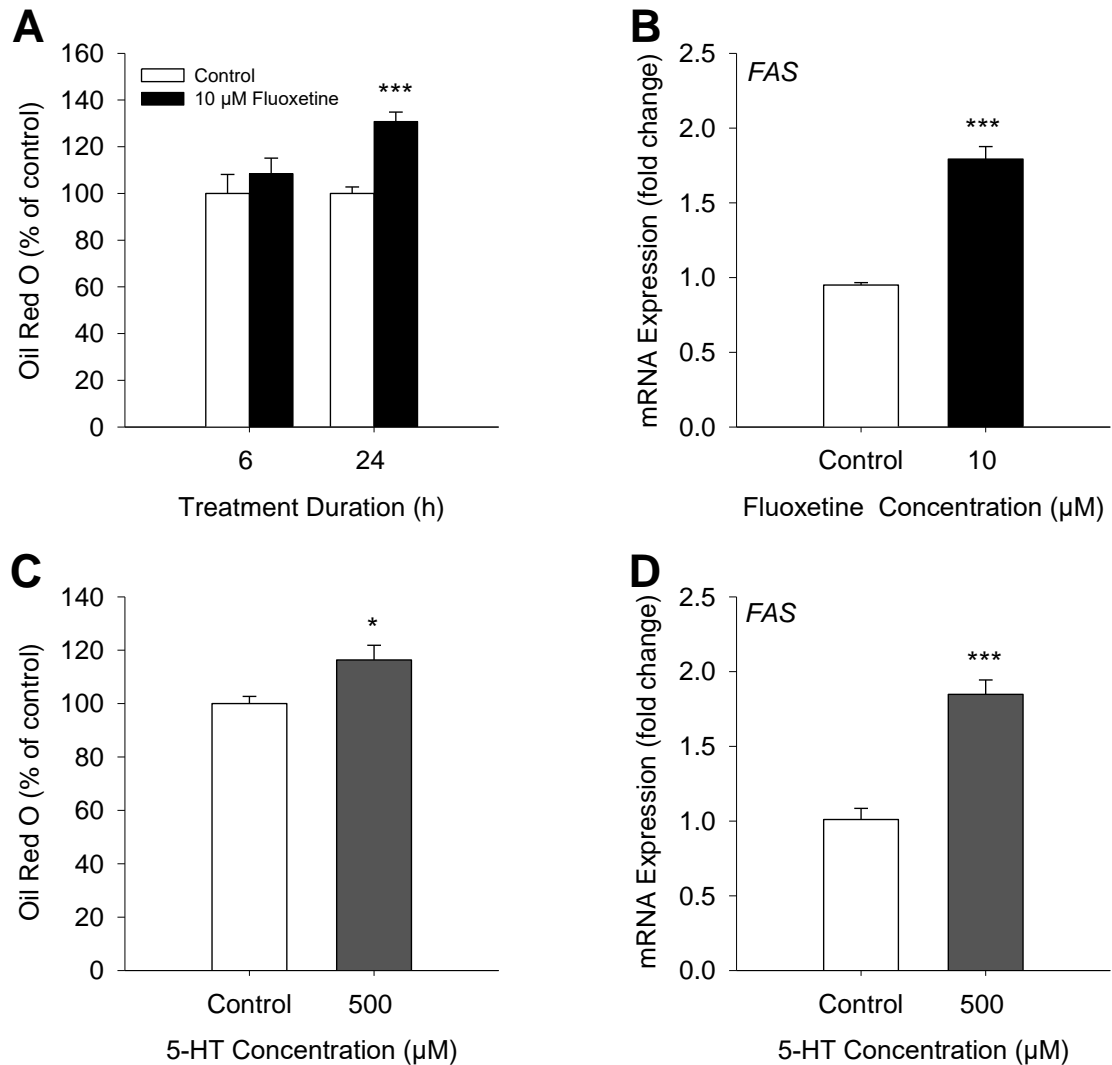 A
Oil Red O (% of control)
160
140
120
100
80
60
40
20
0
Control
10 µM Fluoxetine
***
6
24
Treatment Duration (h)
B
mRNA Expression (fold change)
2.5
2.0
1.5
1.0
0.5
0.0
FAS
***
Control
10
Fluoxetine Concentration (µM)
C
Oil Red O (% of control)
140
120
100
80
60
40
20
0
*
Control
500
5-HT Concentration (µM)
D
mRNA Expression (fold change)
2.5
2.0
1.5
1.0
0.5
0.0
FAS
***
Control
500
5-HT Concentration (µM)